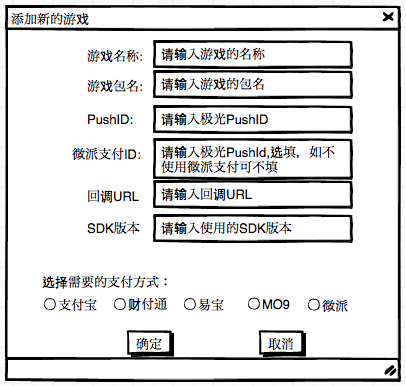 添加新的游戏
游戏名称: 请输入游戏的名称
游戏包名: 请输入游戏的包名
PushID: 请输入极光PushID
微派支付ID: 请输入极光PushId,选填，如不
使用微派支付可不填
回调URL 请输入回调URL
SDK版本 请输入使用的SDK版本
选择需要的支付方式：
支付宝 财付通 易宝 MO9 微派
确定 取消